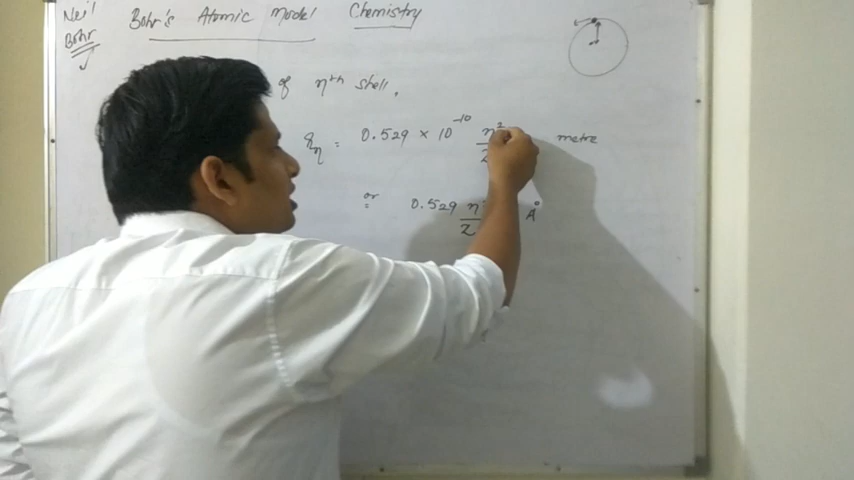 Neil Bohr
Bohr's Atomic Model Chemistry
of nth shell.
rn = 0.529 × 10⁻¹⁰ n² metre
or 0.529 n Å
Z